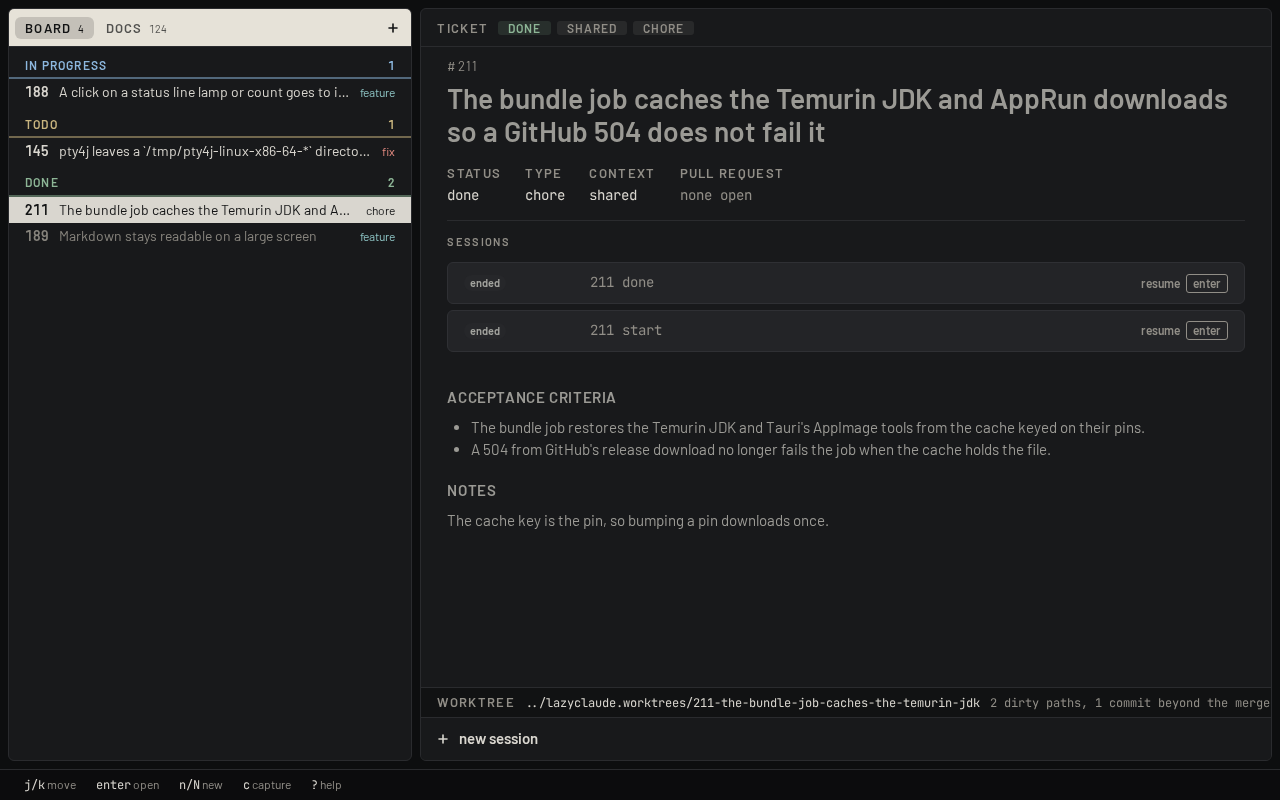 BOARD 4 DOCS 124 +
IN PROGRESS 1
188 A click on a status line lamp or count goes to i... feature
TODO 1
145 pty4j leaves a `/tmp/pty4j-linux-x86-64-*` directo... fix
DONE 2
211 The bundle job caches the Temurin JDK and A... chore
189 Markdown stays readable on a large screen feature
TICKET DONE SHARED CHORE
#211
The bundle job caches the Temurin JDK and AppRun downloads
so a GitHub 504 does not fail it
STATUS TYPE CONTEXT PULL REQUEST
done chore shared none open
SESSIONS
ended 211 done resume enter
ended 211 start resume enter
ACCEPTANCE CRITERIA
• The bundle job restores the Temurin JDK and Tauri's AppImage tools from the cache keyed on their pins.
• A 504 from GitHub's release download no longer fails the job when the cache holds the file.
NOTES
The cache key is the pin, so bumping a pin downloads once.
WORKTREE ../lazyclaude.worktrees/211-the-bundle-job-caches-the-temurin-jdk 2 dirty paths, 1 commit beyond the merge
+ new session
j/k move enter open n/N new c capture ? help